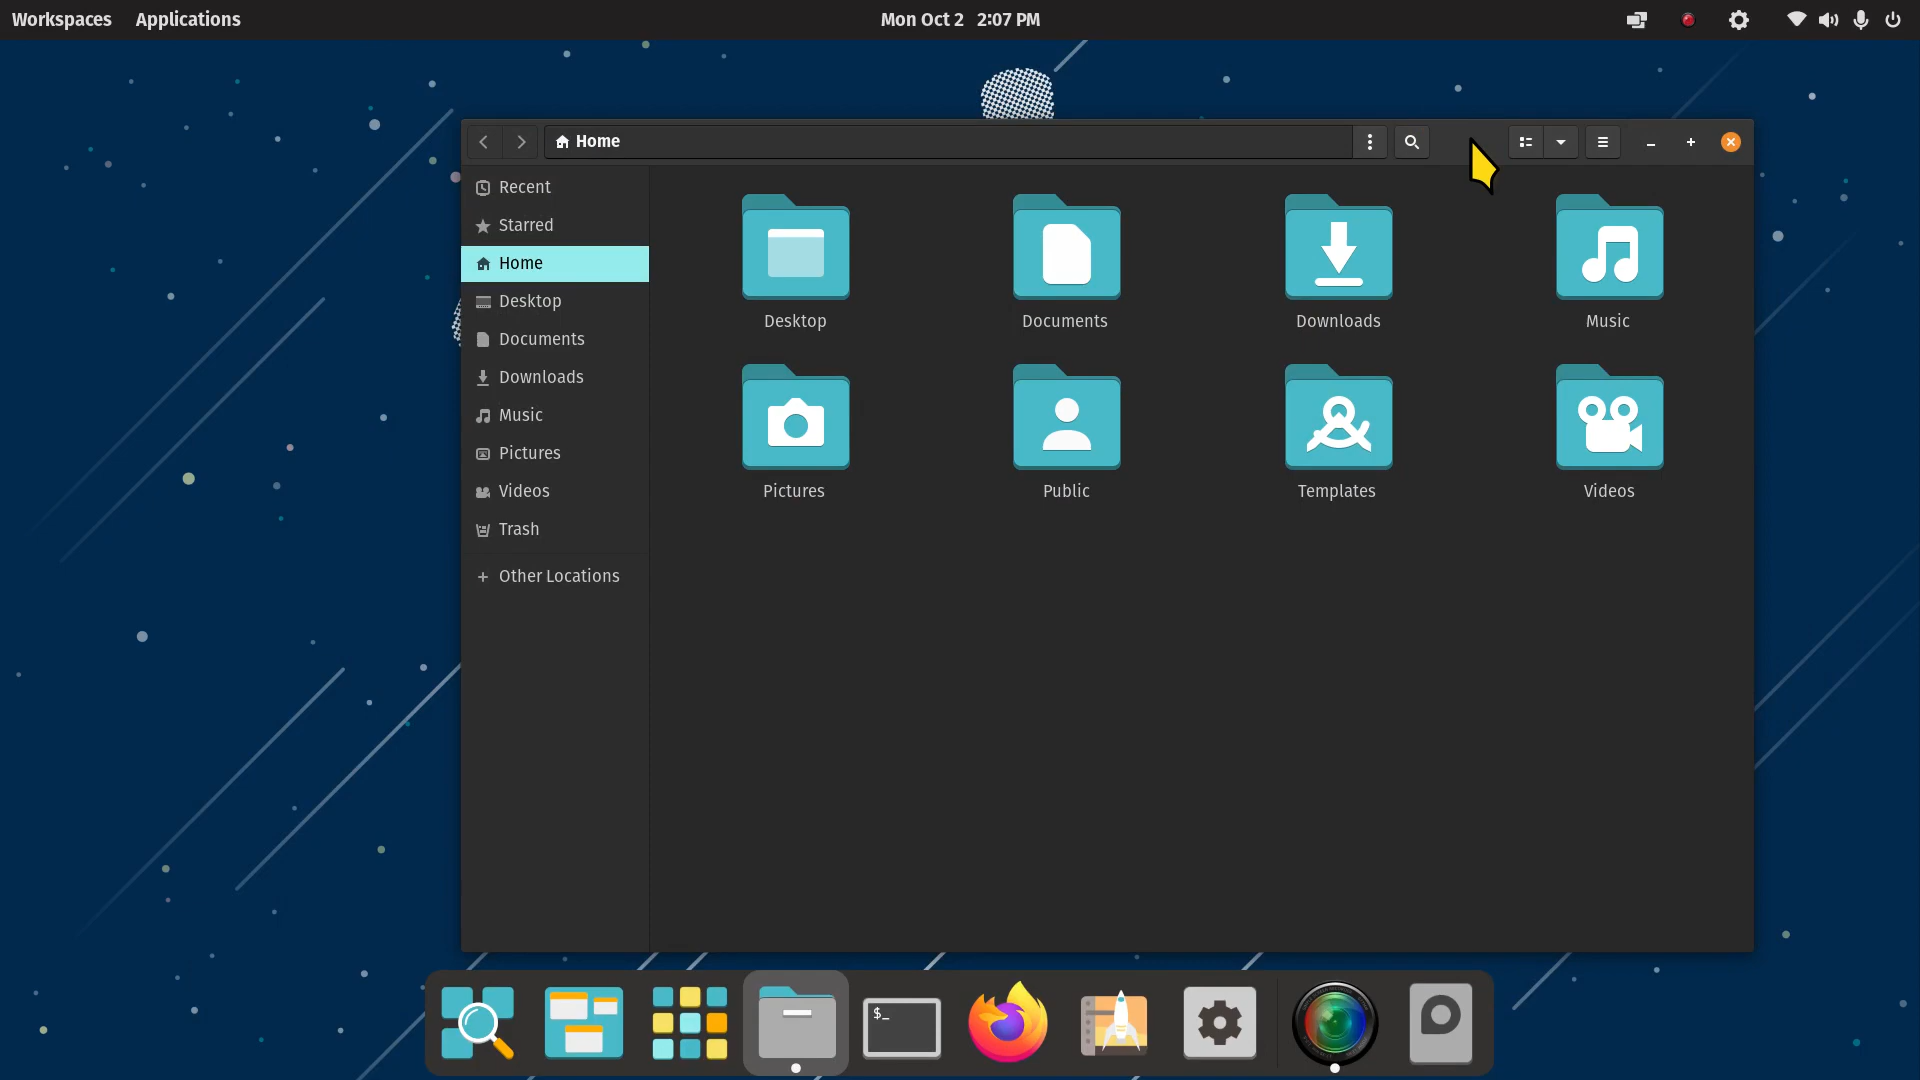 Workspaces Applications Mon Oct 2 2:07 PM
Home
Recent
Starred
Home
Desktop
Documents
Downloads
Music
Pictures
Videos
Trash
Other Locations
Desktop Documents Downloads Music
Pictures Public Templates Videos
$_